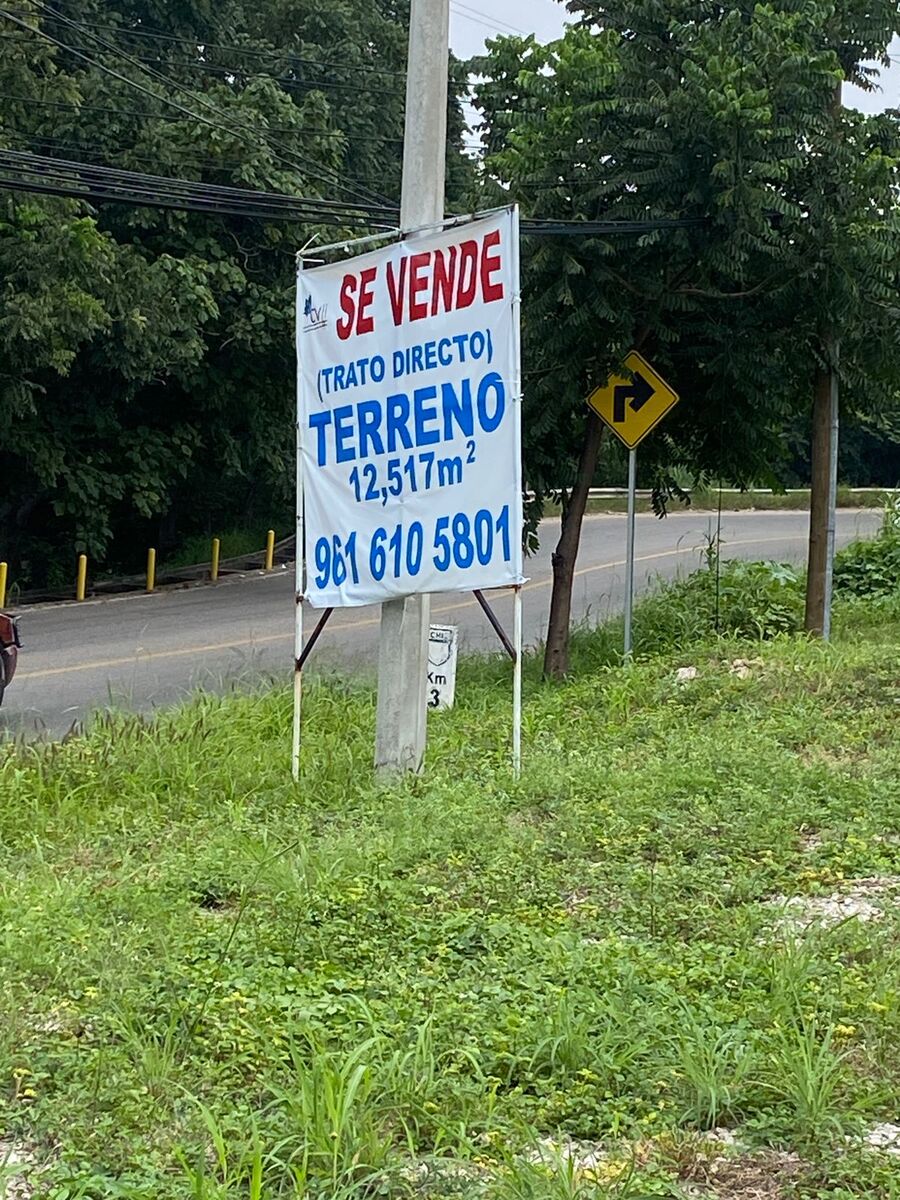 SE VENDE
(TRATO DIRECTO)
TERRENO
12,517m²
961 610 5801
Km
3